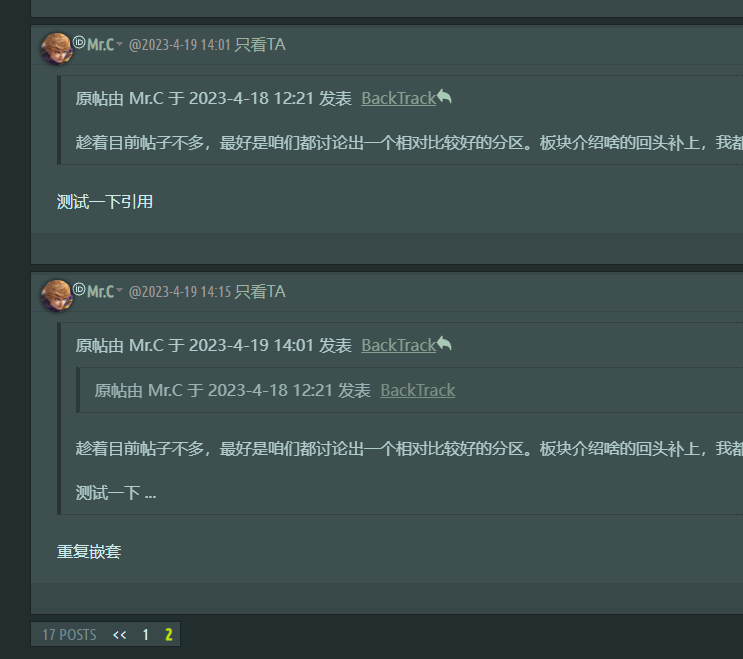 ID Mr.C @2023-4-19 14:01 只看TA
原帖由 Mr.C 于 2023-4-18 12:21 发表 BackTrack
趁着目前帖子不多，最好是咱们都讨论出一个相对比较好的分区。板块介绍啥的回头补上，我都
测试一下引用
ID Mr.C @2023-4-19 14:15 只看TA
原帖由 Mr.C 于 2023-4-19 14:01 发表 BackTrack
原帖由 Mr.C 于 2023-4-18 12:21 发表 BackTrack
趁着目前帖子不多，最好是咱们都讨论出一个相对比较好的分区。板块介绍啥的回头补上，我都
测试一下 ...
重复嵌套
17 POSTS << 1 2